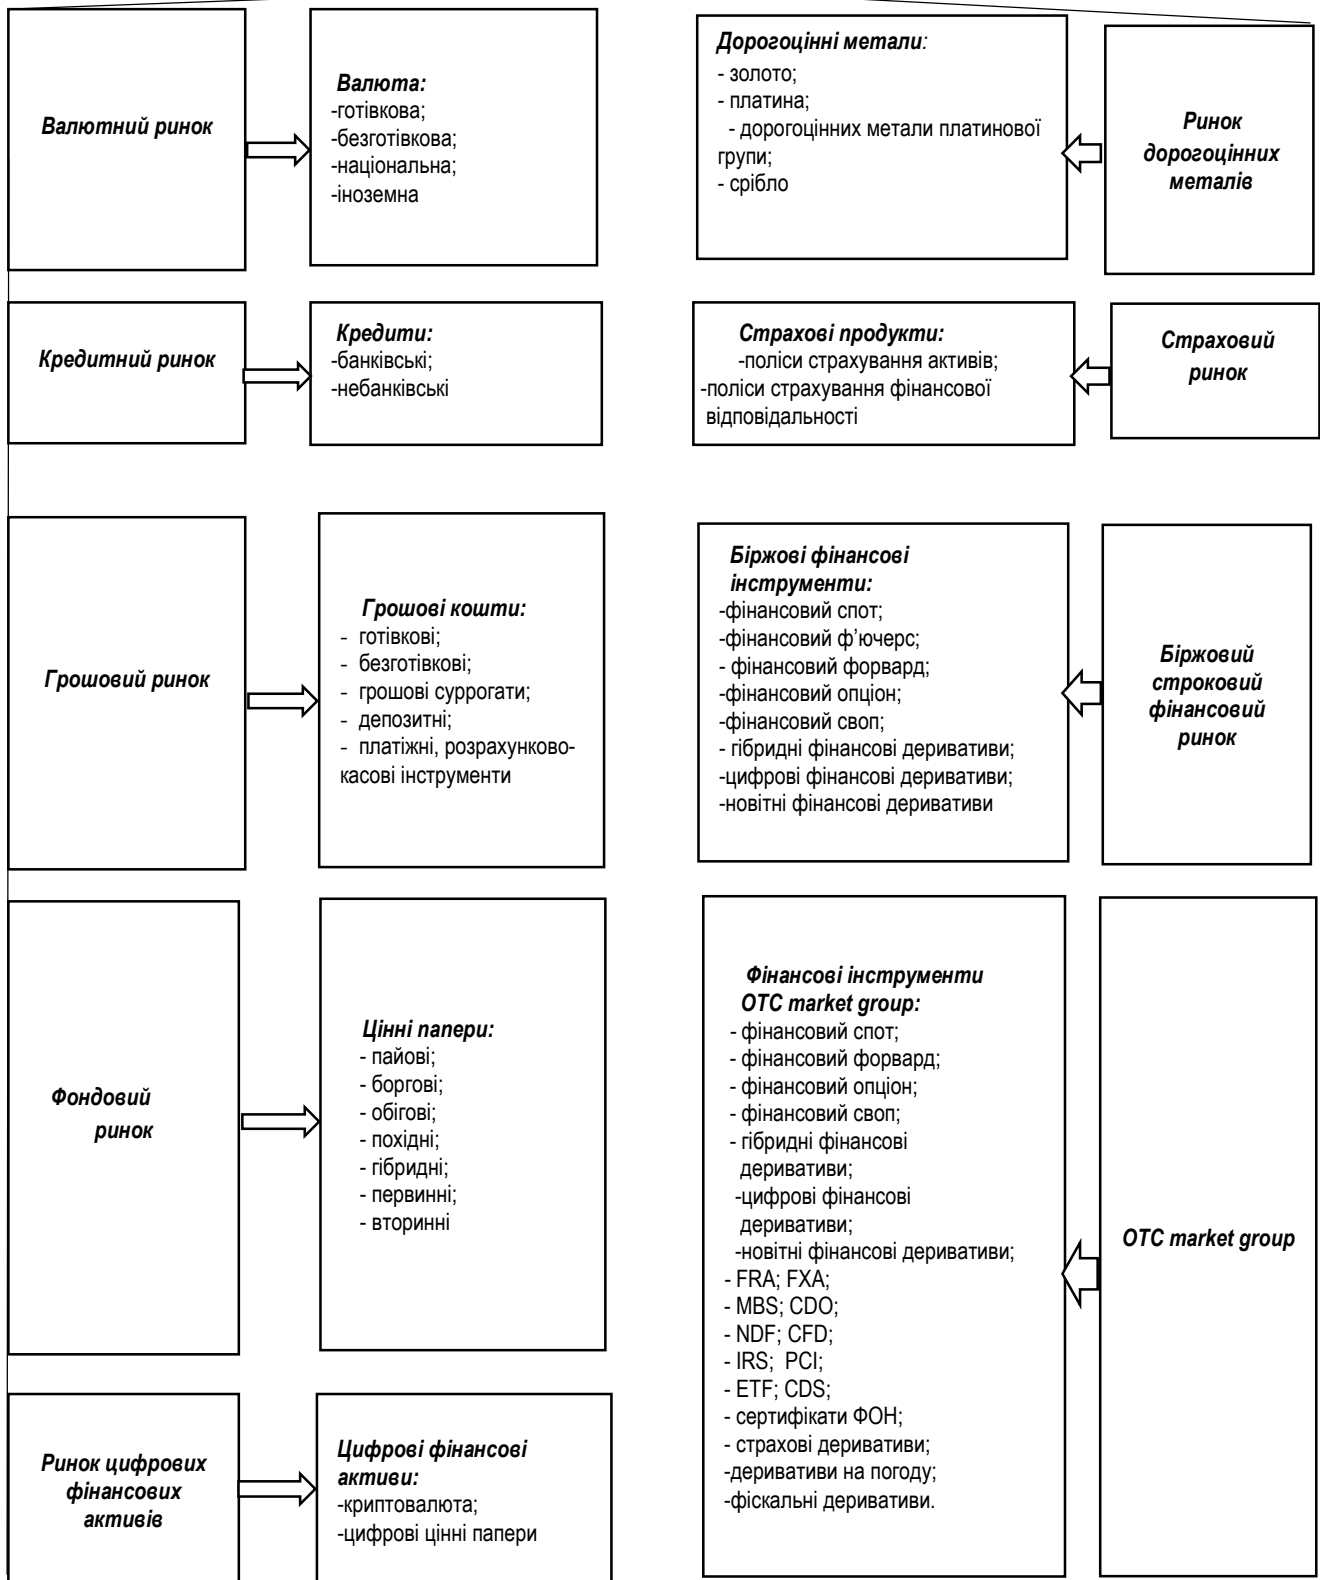 Валютний ринок
Валюта:
-готівкова;
-безготівкова;
-національна;
-іноземна
Дорогоцінні метали:
- золото;
- платина;
- дорогоцінних метали платинової
групи;
- срібло
Ринок
дорогоцінних
металів
Кредитний ринок
Кредити:
-банківські;
-небанківські
Страхові продукти:
-поліси страхування активів;
-поліси страхування фінансової
відповідальності
Страховий
ринок
Грошовий ринок
Грошові кошти:
- готівкові;
- безготівкові;
- грошові суррогати;
- депозитні;
- платіжні, розрахунково-
касові інструменти
Біржові фінансові
інструменти:
-фінансовий спот;
-фінансовий ф’ючерс;
- фінансовий форвард;
-фінансовий опціон;
-фінансовий своп;
- гібридні фінансові деривативи;
-цифрові фінансові деривативи;
-новітні фінансові деривативи
Біржовий
строковий
фінансовий
ринок
Фондовий
ринок
Цінні папери:
- пайові;
- боргові;
- обігові;
- похідні;
- гібридні;
- первинні;
- вторинні
Фінансові інструменти
OTC market group:
- фінансовий спот;
- фінансовий форвард;
- фінансовий опціон;
- фінансовий своп;
- гібридні фінансові
деривативи;
-цифрові фінансові
деривативи;
-новітні фінансові деривативи;
- FRA; FXA;
- MBS; CDO;
- NDF; CFD;
- IRS; PCI;
- ETF; CDS;
- сертифікати ФОН;
- страхові деривативи;
-деривативи на погоду;
-фіскальні деривативи.
OTC market group
Ринок цифрових
фінансових
активів
Цифрові фінансові
активи:
-криптовалюта;
-цифрові цінні папери